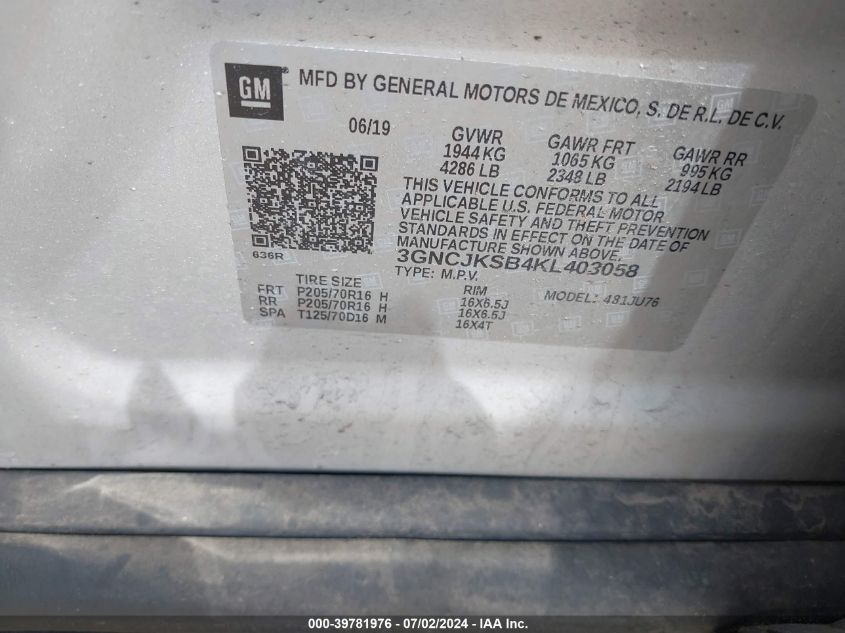 GM ® MFD BY GENERAL MOTORS DE MEXICO, S. DE R.L. DE C.V.
06/19 GVWR GAWR FRT GAWR RR
1944 KG 1065 KG 995 KG
4286 LB 2348 LB 2194 LB
THIS VEHICLE CONFORMS TO ALL
APPLICABLE U.S. FEDERAL MOTOR
VEHICLE SAFETY AND THEFT PREVENTION
STANDARDS IN EFFECT ON THE DATE OF
MANUFACTURE SHOWN ABOVE.
636R 3GNCJKSB4KL403058
TYPE: M.P.V.
TIRE SIZE RIM MODEL: 481JU76
FRT P205/70R16 H 16X6.5J
RR P205/70R16 H 16X6.5J
SPA T125/70D16 M 16X4T
000-39781976 - 07/02/2024 - IAA Inc.